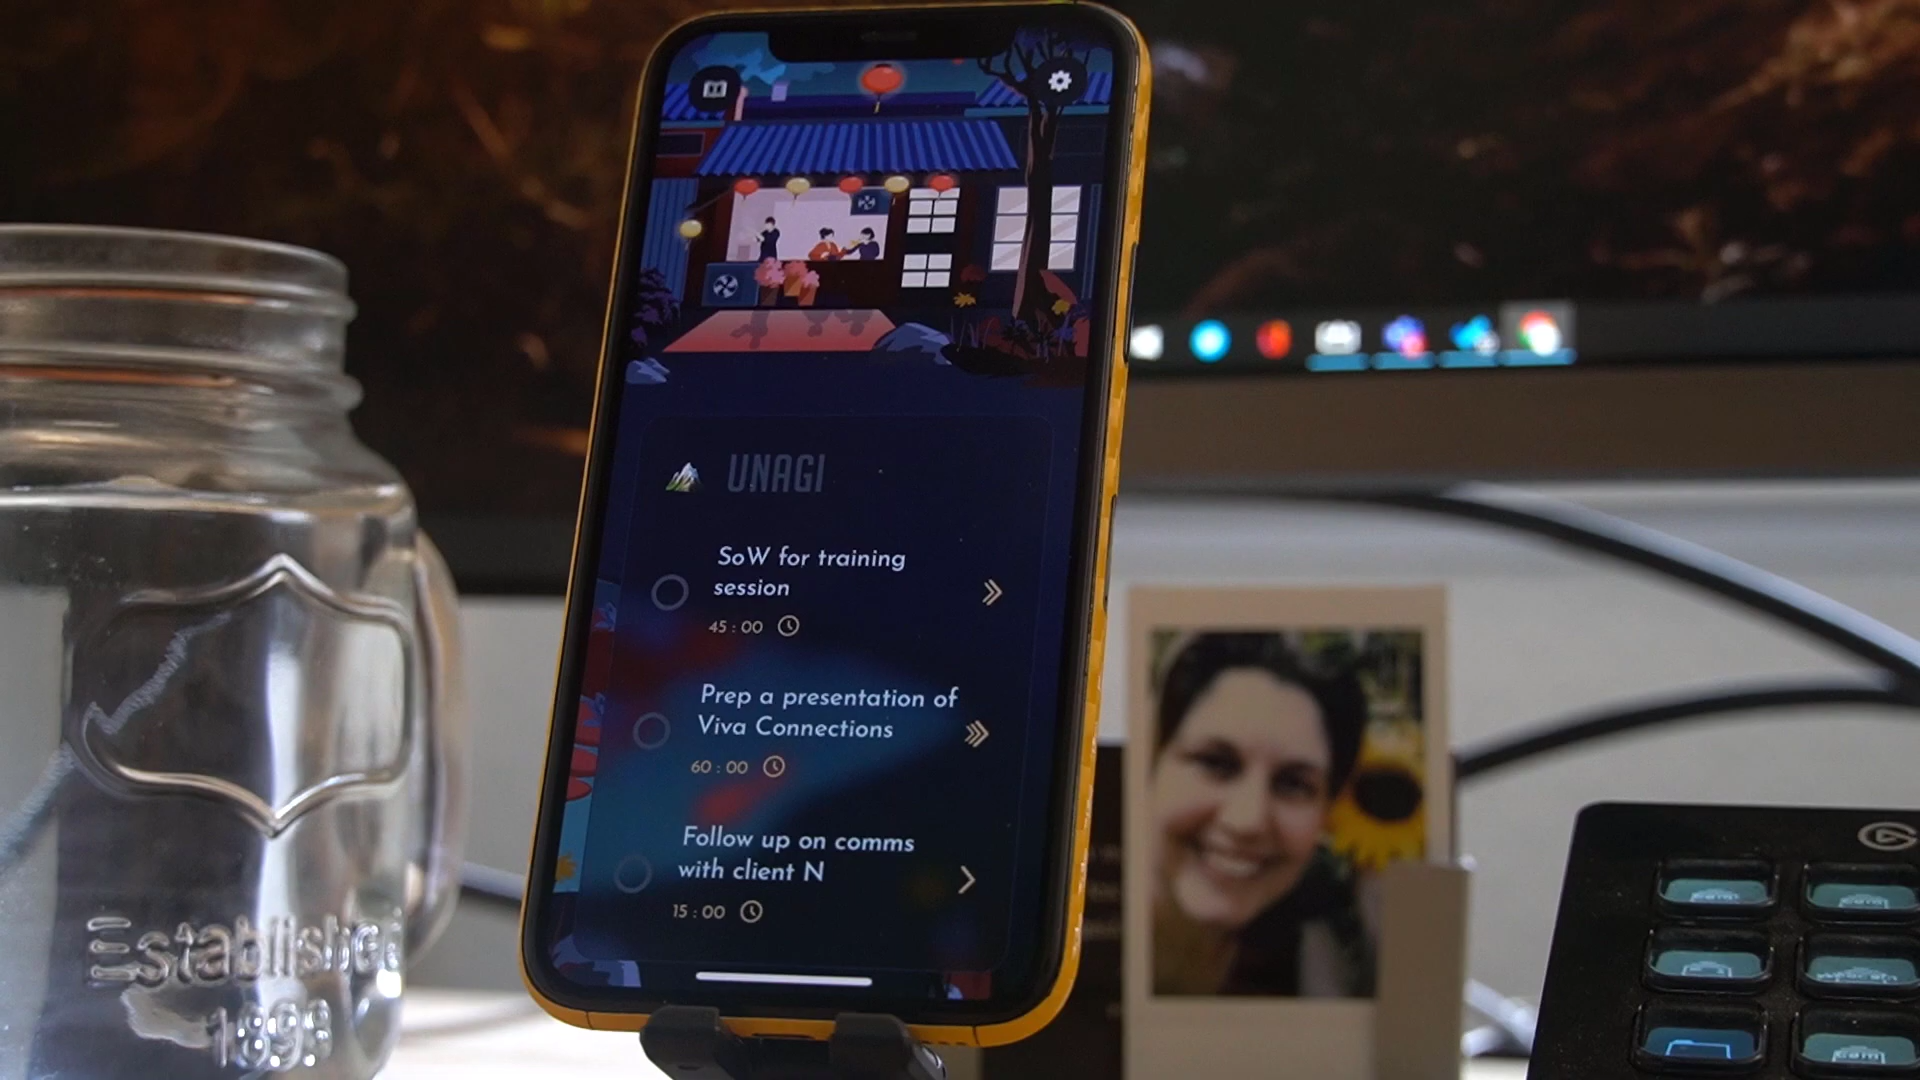 UNAGI
SoW for training
session
45 : 00
Prep a presentation of
Viva Connections
60 : 00
Follow up on comms
with client N
15 : 00
Established
1893